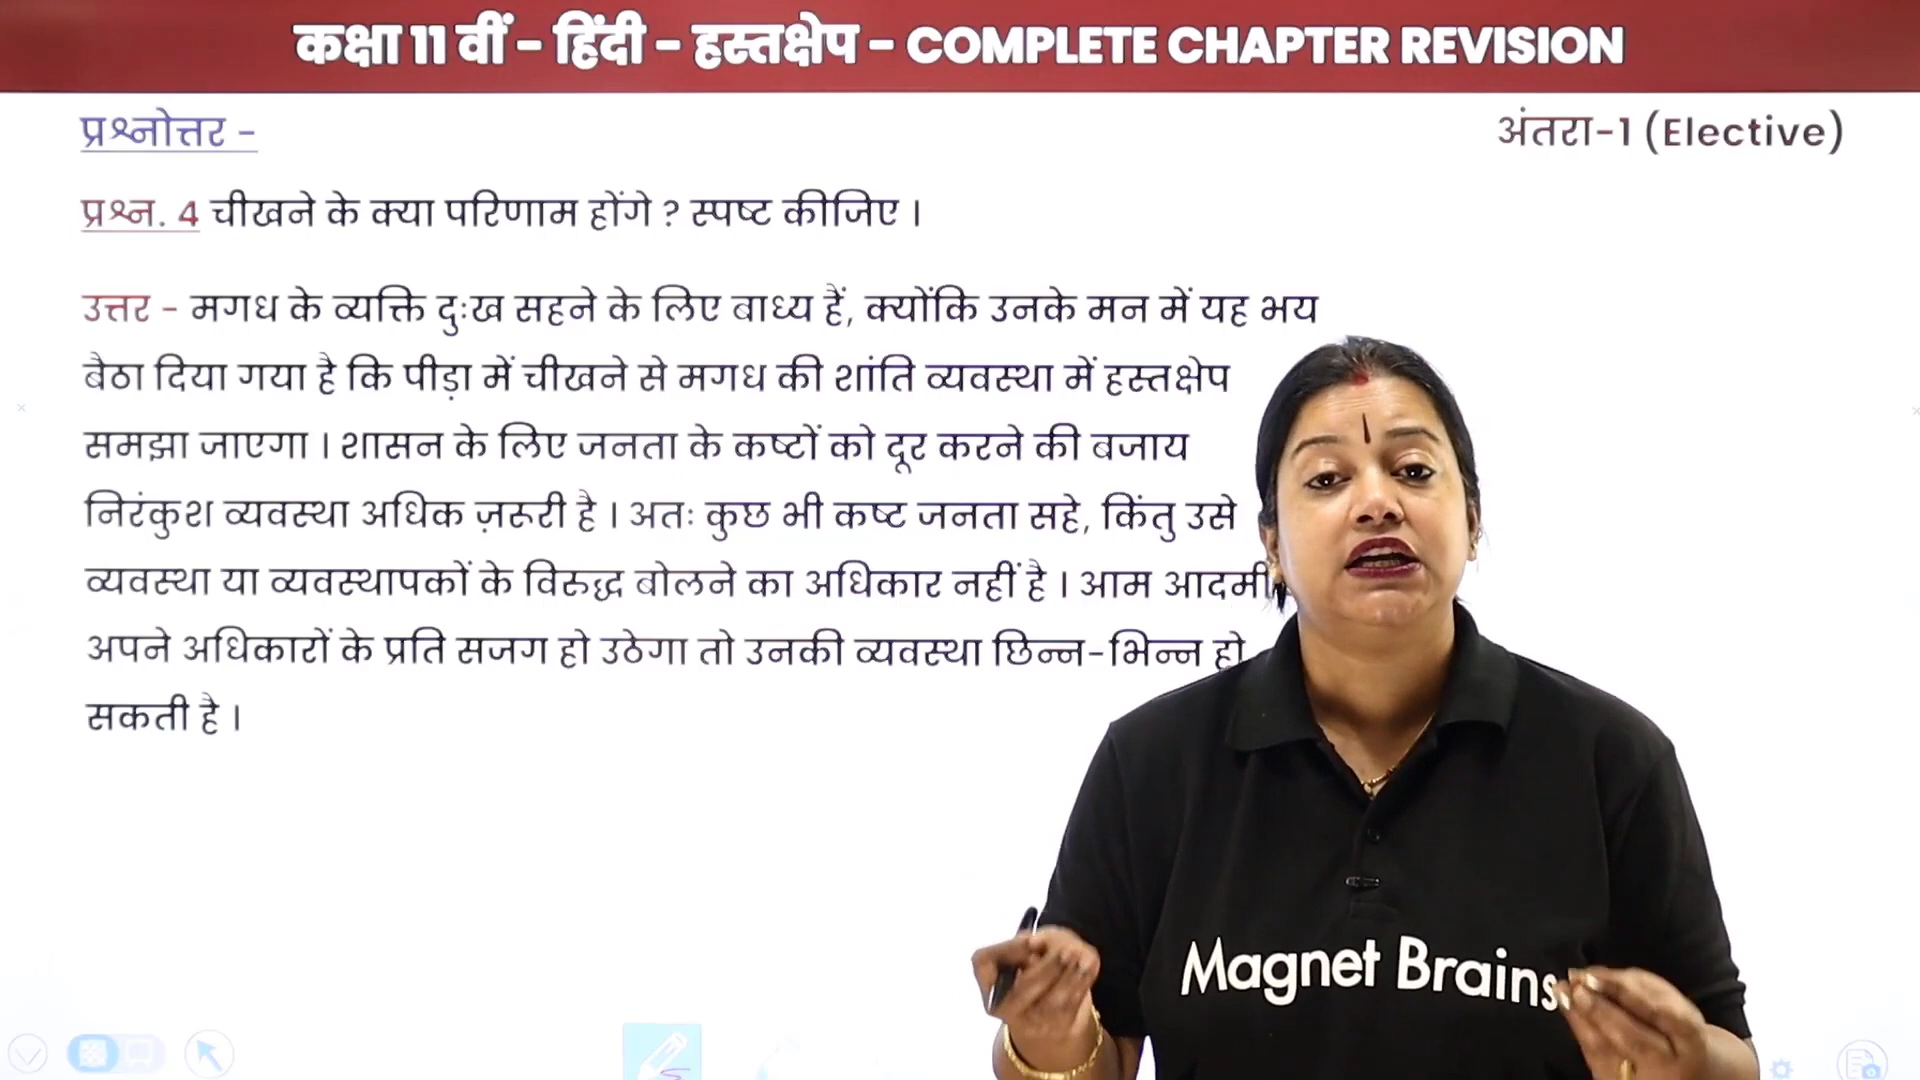 कक्षा 11 वीं - हिंदी - हस्तक्षेप - COMPLETE CHAPTER REVISION
प्रश्नोत्तर -
अंतरा-1 (Elective)
प्रश्न. 4 चीखने के क्या परिणाम होंगे ? स्पष्ट कीजिए ।
उत्तर - मगध के व्यक्ति दुःख सहने के लिए बाध्य हैं, क्योंकि उनके मन में यह भय
बैठा दिया गया है कि पीड़ा में चीखने से मगध की शांति व्यवस्था में हस्तक्षेप
समझा जाएगा । शासन के लिए जनता के कष्टों को दूर करने की बजाय
निरंकुश व्यवस्था अधिक ज़रूरी है । अतः कुछ भी कष्ट जनता सहे, किंतु उसे
व्यवस्था या व्यवस्थापकों के विरुद्ध बोलने का अधिकार नहीं है । आम आदमी
अपने अधिकारों के प्रति सजग हो उठेगा तो उनकी व्यवस्था छिन्न-भिन्न हो
सकती है ।
Magnet Brains